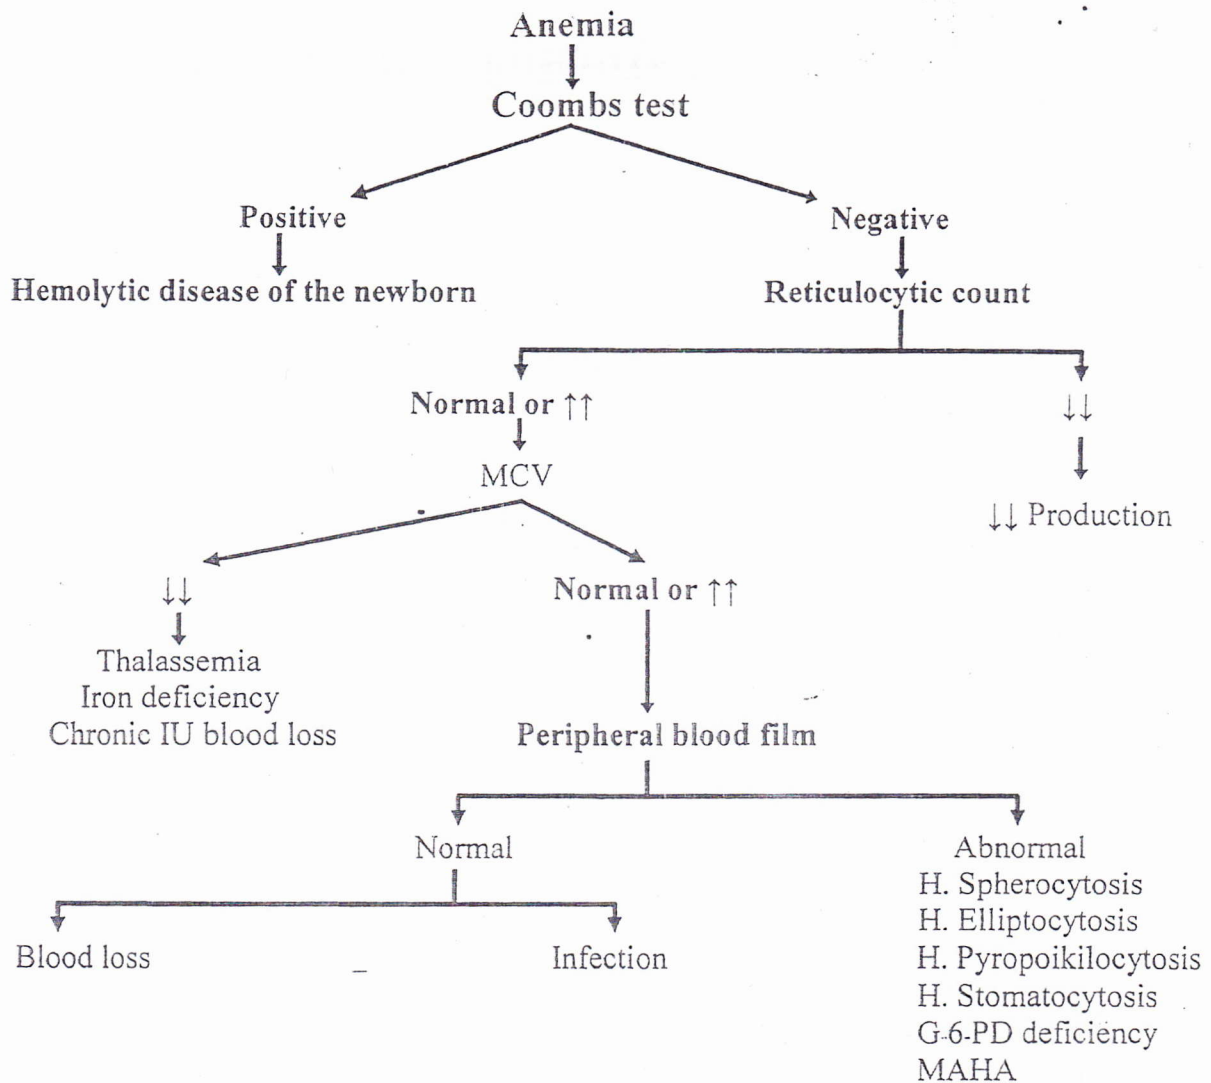 Anemia
Coombs test
Positive
Negative
Hemolytic disease of the newborn
Reticulocytic count
Normal or ↑↑
↓↓
MCV
↓↓ Production
↓↓
Normal or ↑↑
Thalassemia
Iron deficiency
Chronic IU blood loss
Peripheral blood film
Normal
Abnormal
H. Spherocytosis
H. Elliptocytosis
H. Pyropoikilocytosis
H. Stomatocytosis
G-6-PD deficiency
MAHA
Blood loss
Infection